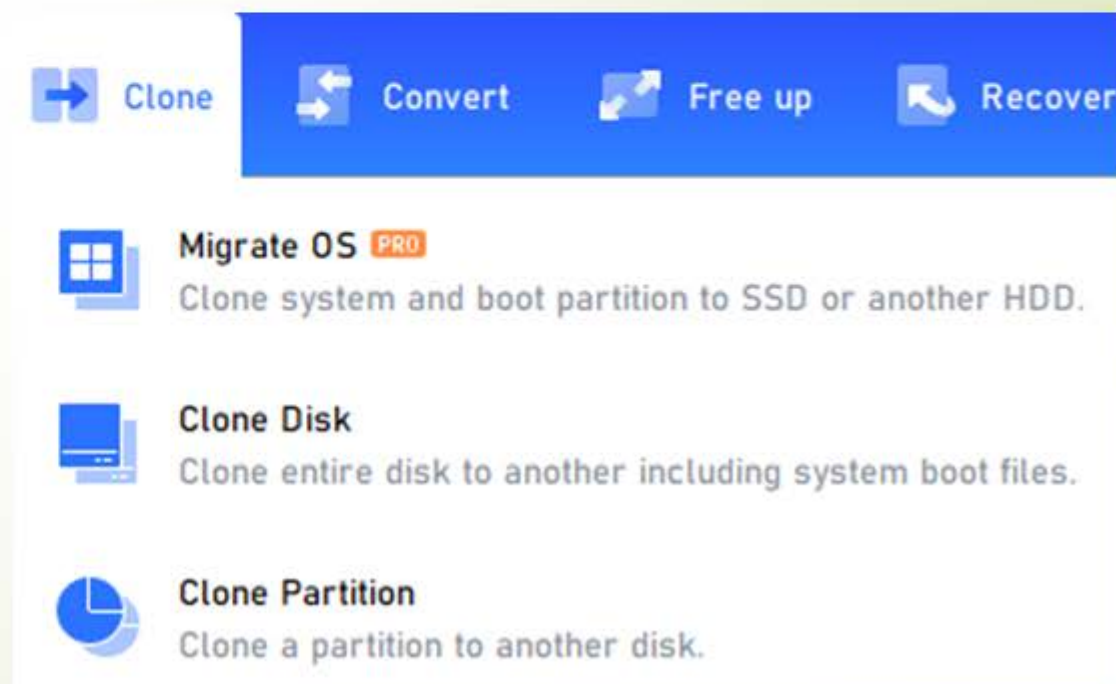 Clone Convert Free up Recover
Migrate OS PRO
Clone system and boot partition to SSD or another HDD.
Clone Disk
Clone entire disk to another including system boot files.
Clone Partition
Clone a partition to another disk.